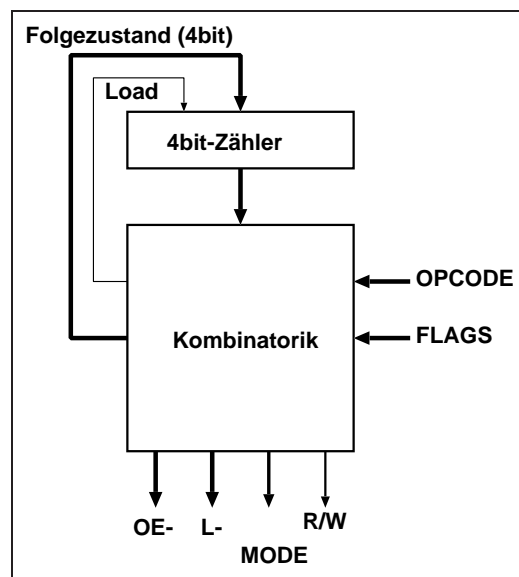 Folgezustand (4bit)
Load
4bit-Zähler
OPCODE
Kombinatorik
FLAGS
OE-
L-
R/W
MODE